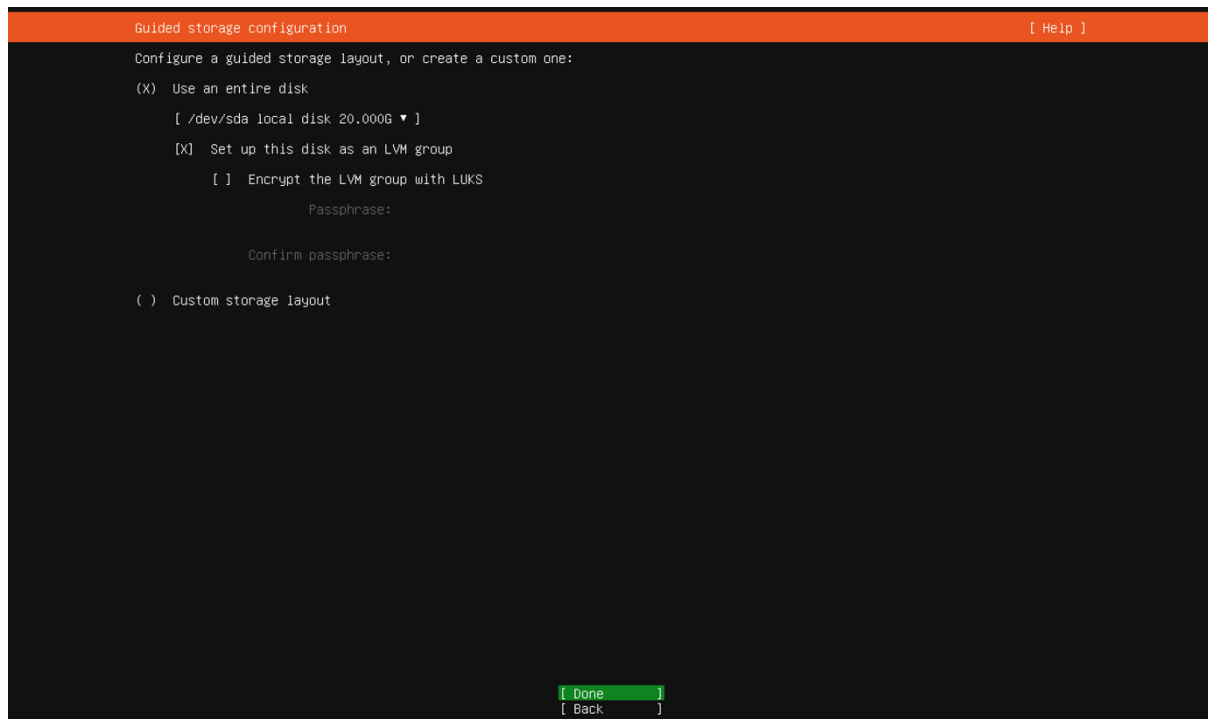 Guided storage configuration [ Help ]
Configure a guided storage layout, or create a custom one:
(X) Use an entire disk
[ /dev/sda local disk 20.000G ▾ ]
[X] Set up this disk as an LVM group
[ ] Encrypt the LVM group with LUKS
Passphrase:
Confirm passphrase:
( ) Custom storage layout
[ Done ]
[ Back ]